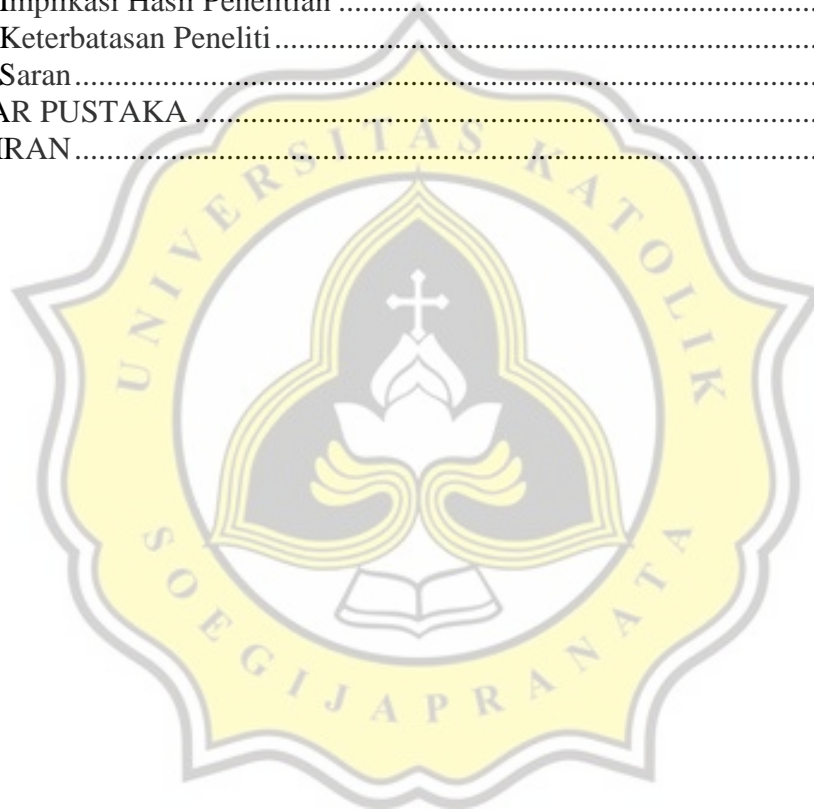 Implikasi Hasil Penelitian ................................................................
Keterbatasan Peneliti ........................................................................
Saran ..................................................................................................
AR PUSTAKA ..................................................................................
IRAN .................................................................................................
UNIVERSITAS KATOLIK
SOEGIJAPRANATA